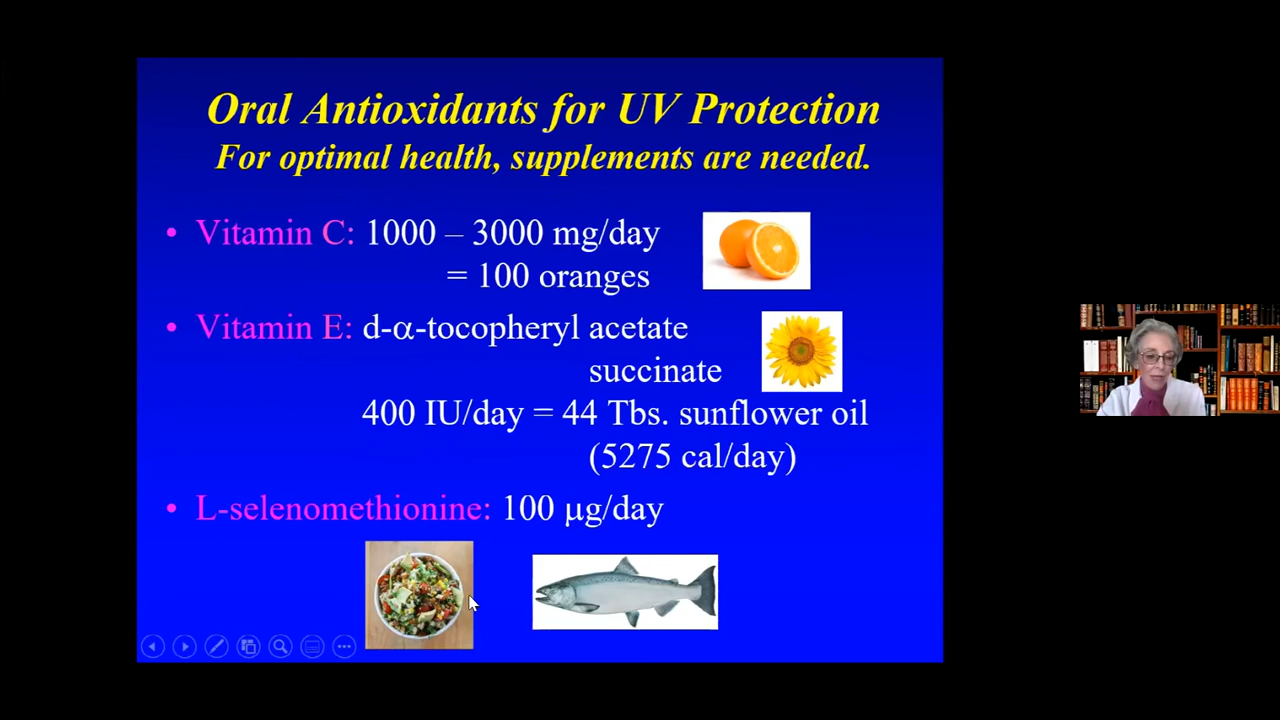 Oral Antioxidants for UV Protection
For optimal health, supplements are needed.
• Vitamin C: 1000 – 3000 mg/day
= 100 oranges
• Vitamin E: d-α-tocopheryl acetate
succinate
400 IU/day = 44 Tbs. sunflower oil
(5275 cal/day)
• L-selenomethionine: 100 μg/day